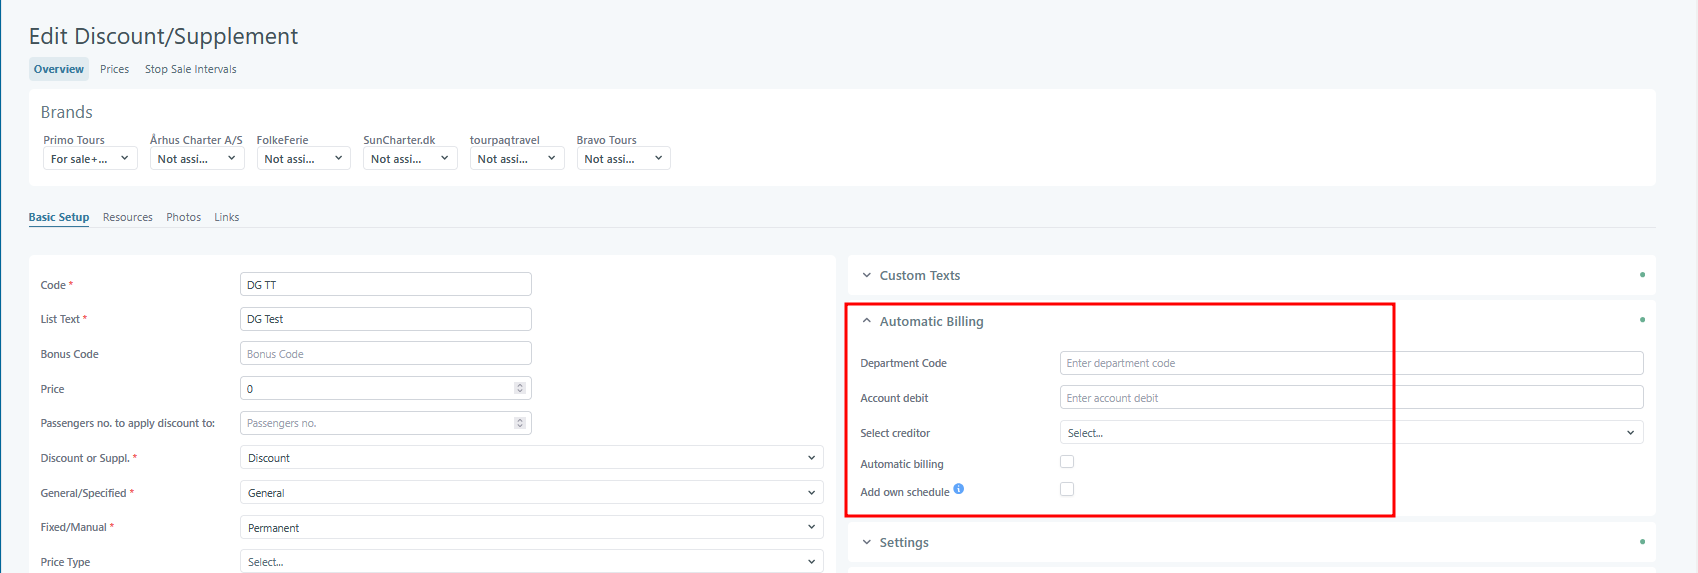 Edit Discount/Supplement
Overview Prices Stop Sale Intervals
Brands
Primo Tours Århus Charter A/S FolkeFerie SunCharter.dk tourpaqtravel Bravo Tours
For sale+... Not assi... Not assi... Not assi... Not assi... Not assi...
Basic Setup Resources Photos Links
Code * DG TT
List Text * DG Test
Bonus Code Bonus Code
Price 0
Passengers no. to apply discount to: Passengers no.
Discount or Suppl. * Discount
General/Specified * General
Fixed/Manual * Permanent
Price Type Select...
Custom Texts
Automatic Billing
Department Code Enter department code
Account debit Enter account debit
Select creditor Select...
Automatic billing
Add own schedule i
Settings